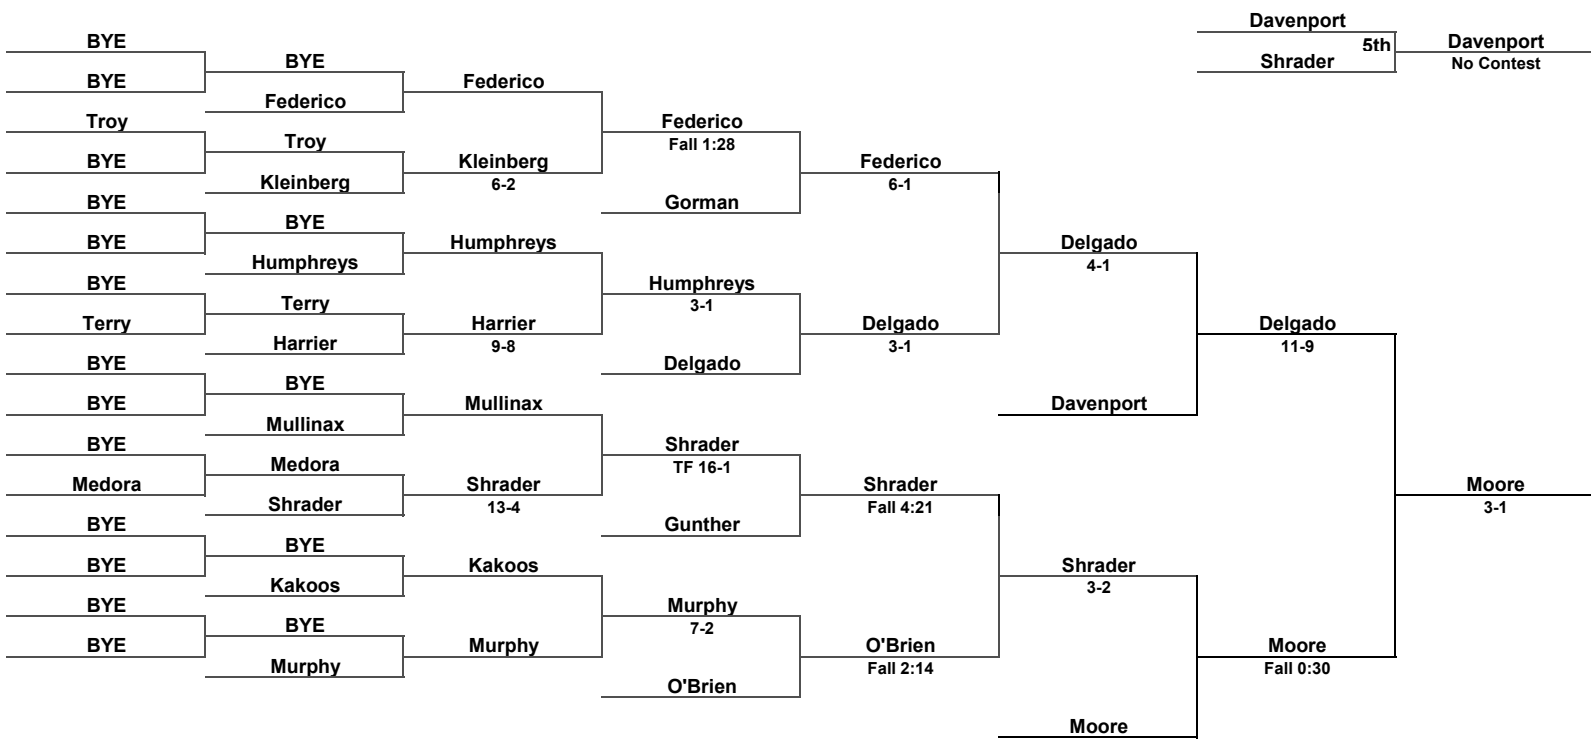 Davenport
BYE
5th
Davenport
BYE
Shrader
No Contest
BYE
Federico
Federico
Troy
Federico
Troy
Fall 1:28
BYE
Kleinberg
Federico
Kleinberg
6-2
6-1
BYE
Gorman
BYE
BYE
Humphreys
Delgado
Humphreys
4-1
BYE
Humphreys
Terry
3-1
Terry
Harrier
Delgado
Delgado
Harrier
9-8
3-1
11-9
BYE
Delgado
BYE
BYE
Mullinax
Davenport
Mullinax
BYE
Shrader
Medora
TF 16-1
Medora
Shrader
Shrader
Moore
Shrader
13-4
Fall 4:21
3-1
BYE
Gunther
BYE
BYE
Kakoos
Shrader
Kakoos
3-2
BYE
Murphy
BYE
7-2
BYE
Murphy
O'Brien
Moore
Murphy
Fall 2:14
Fall 0:30
O'Brien
Moore